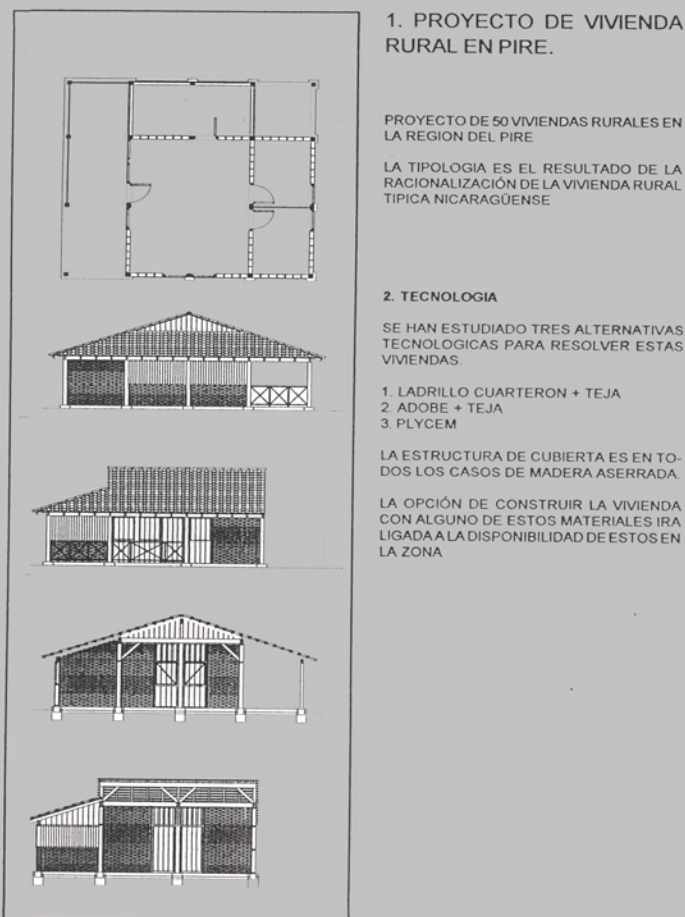 1. PROYECTO DE VIVIENDA
RURAL EN PIRE.
PROYECTO DE 50 VIVIENDAS RURALES EN
LA REGION DEL PIRE
LA TIPOLOGIA ES EL RESULTADO DE LA
RACIONALIZACIÓN DE LA VIVIENDA RURAL
TIPICA NICARAGÜENSE
2. TECNOLOGIA
SE HAN ESTUDIADO TRES ALTERNATIVAS
TECNOLOGICAS PARA RESOLVER ESTAS
VIVIENDAS.
1. LADRILLO CUARTERON + TEJA
2. ADOBE + TEJA
3. PLYCEM
LA ESTRUCTURA DE CUBIERTA ES EN TO-
DOS LOS CASOS DE MADERA ASERRADA.
LA OPCIÓN DE CONSTRUIR LA VIVIENDA
CON ALGUNO DE ESTOS MATERIALES IRA
LIGADA A LA DISPONIBILIDAD DE ESTOS EN
LA ZONA